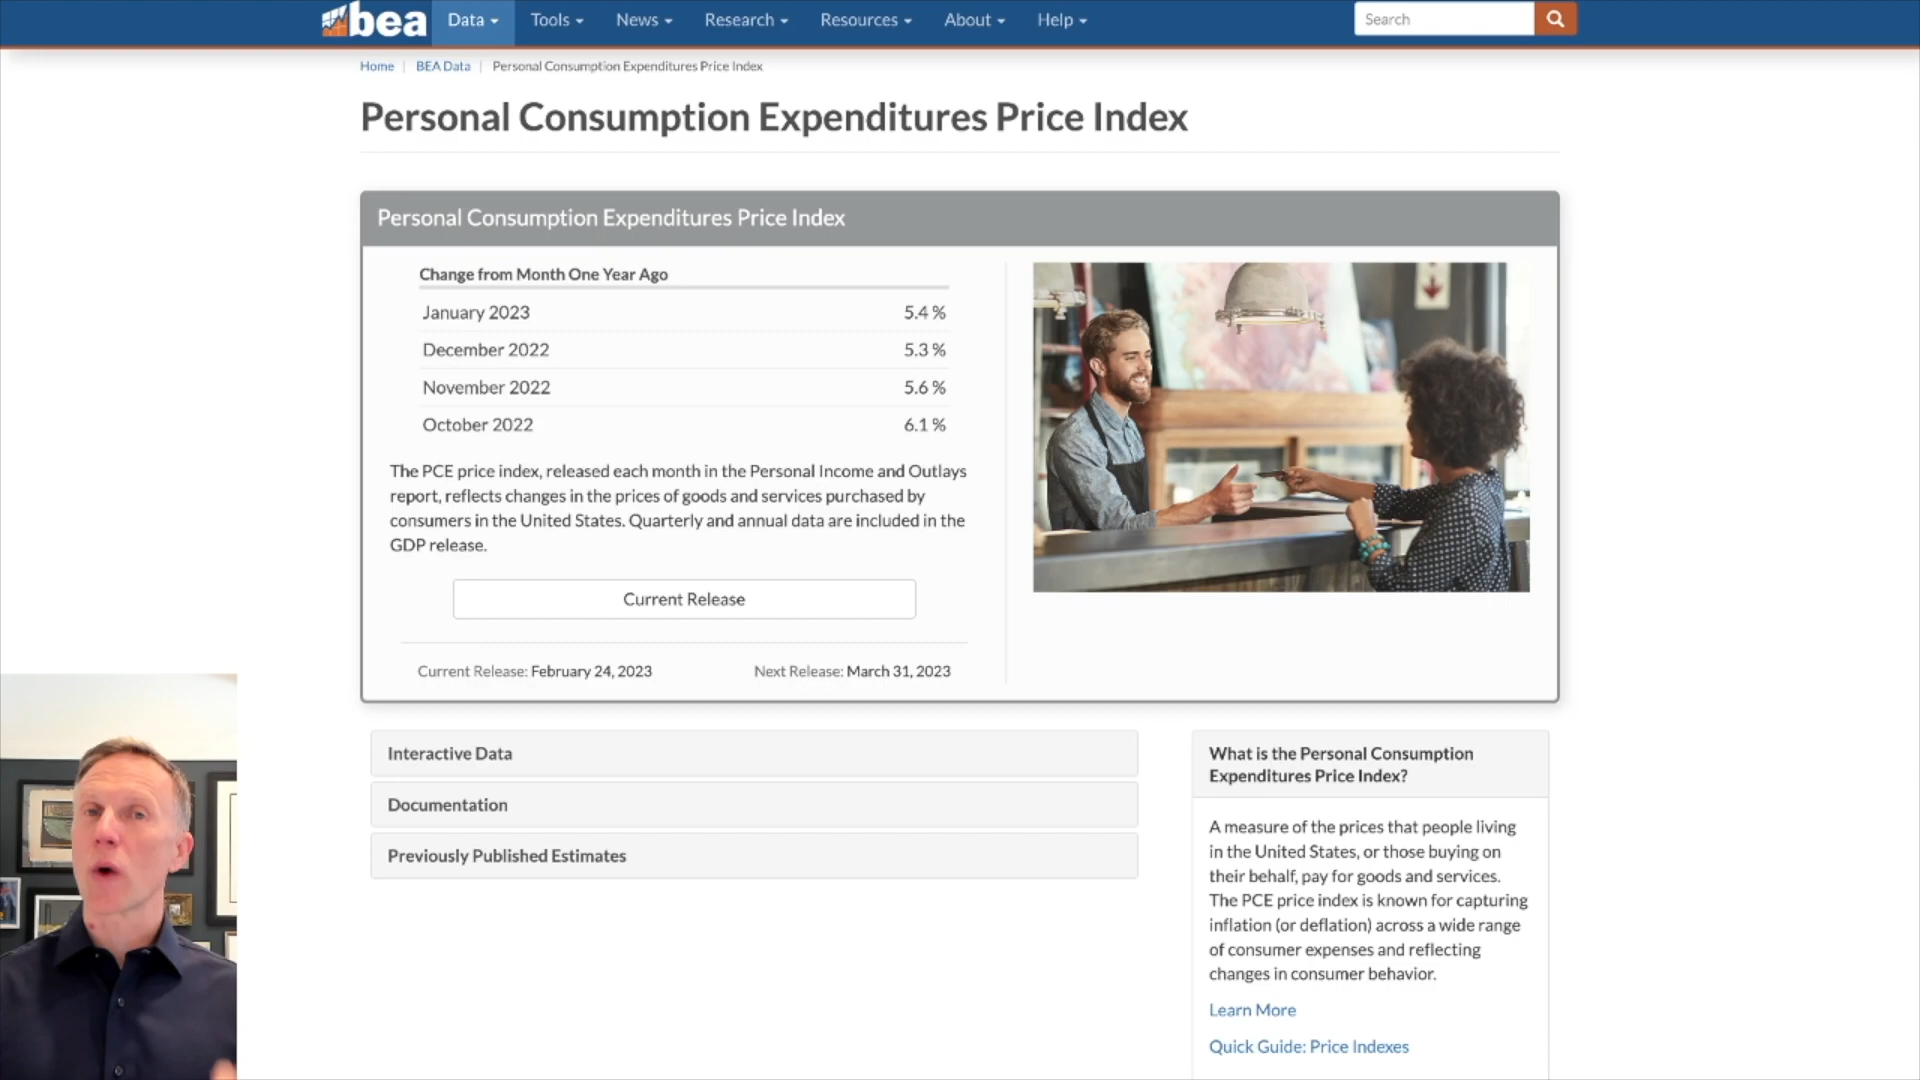 bea
Data
Tools
News
Research
Resources
About
Help
Search
Home | BEA Data | Personal Consumption Expenditures Price Index
Personal Consumption Expenditures Price Index
Personal Consumption Expenditures Price Index
Change from Month One Year Ago
January 2023 5.4 %
December 2022 5.3 %
November 2022 5.6 %
October 2022 6.1 %
The PCE price index, released each month in the Personal Income and Outlays
report, reflects changes in the prices of goods and services purchased by
consumers in the United States. Quarterly and annual data are included in the
GDP release.
Current Release
Current Release: February 24, 2023
Next Release: March 31, 2023
Interactive Data
Documentation
Previously Published Estimates
What is the Personal Consumption
Expenditures Price Index?
A measure of the prices that people living
in the United States, or those buying on
their behalf, pay for goods and services.
The PCE price index is known for capturing
inflation (or deflation) across a wide range
of consumer expenses and reflecting
changes in consumer behavior.
Learn More
Quick Guide: Price Indexes